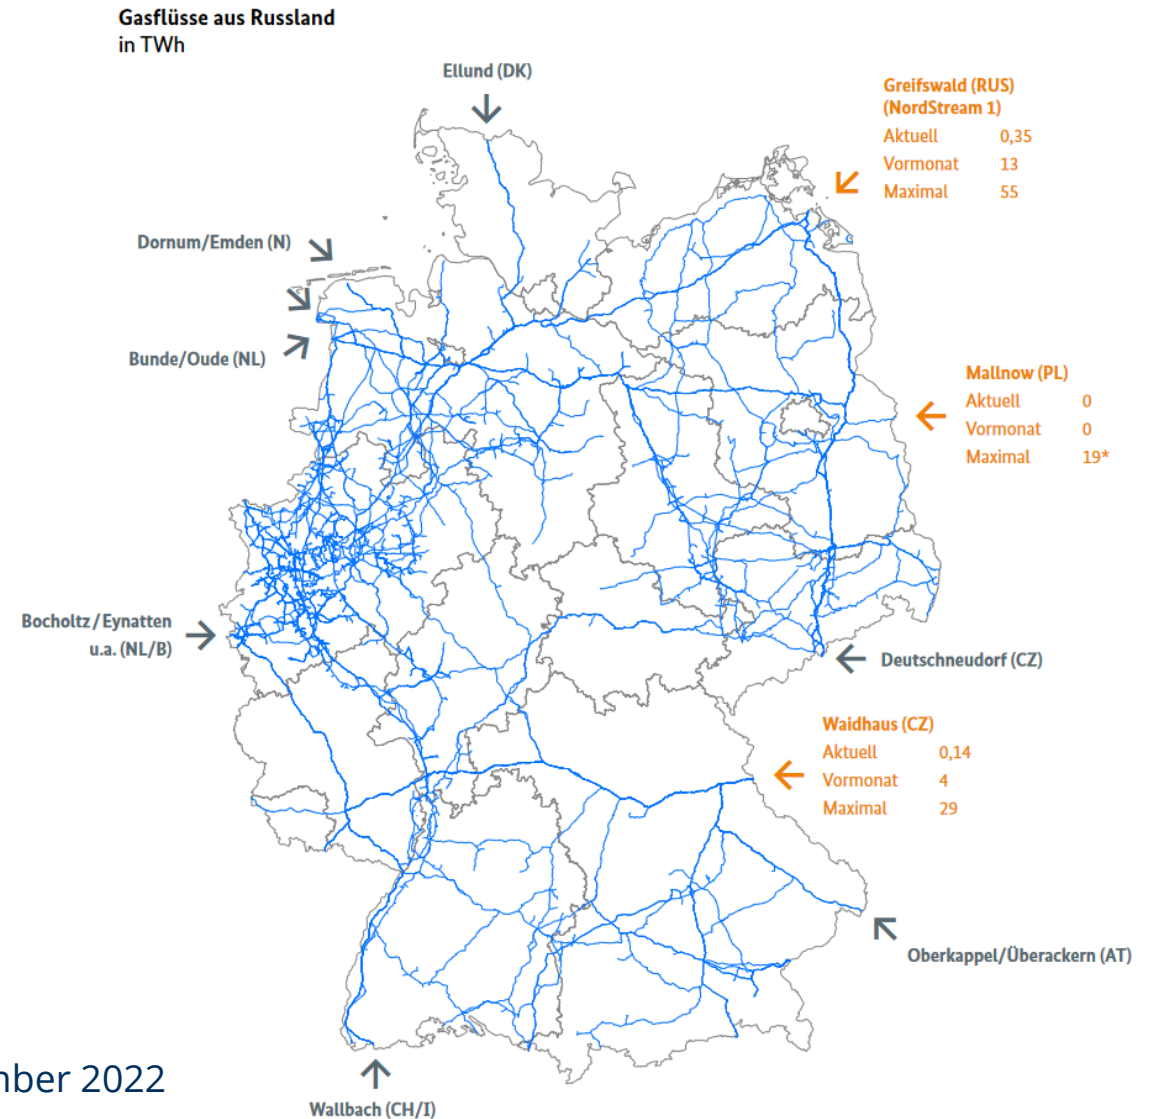 Gasflüsse aus Russland
in TWh
Ellund (DK)
Greifswald (RUS)
(NordStream 1)
Aktuell 0,35
Vormonat 13
Maximal 55
Dornum/Emden (N)
Bunde/Oude (NL)
Mallnow (PL)
Aktuell 0
Vormonat 0
Maximal 19*
Bocholtz/Eynatten
u.a. (NL/B)
Deutschneudorf (CZ)
Waidhaus (CZ)
Aktuell 0,14
Vormonat 4
Maximal 29
Oberkappel/Überackern (AT)
nber 2022
Wallbach (CH/I)